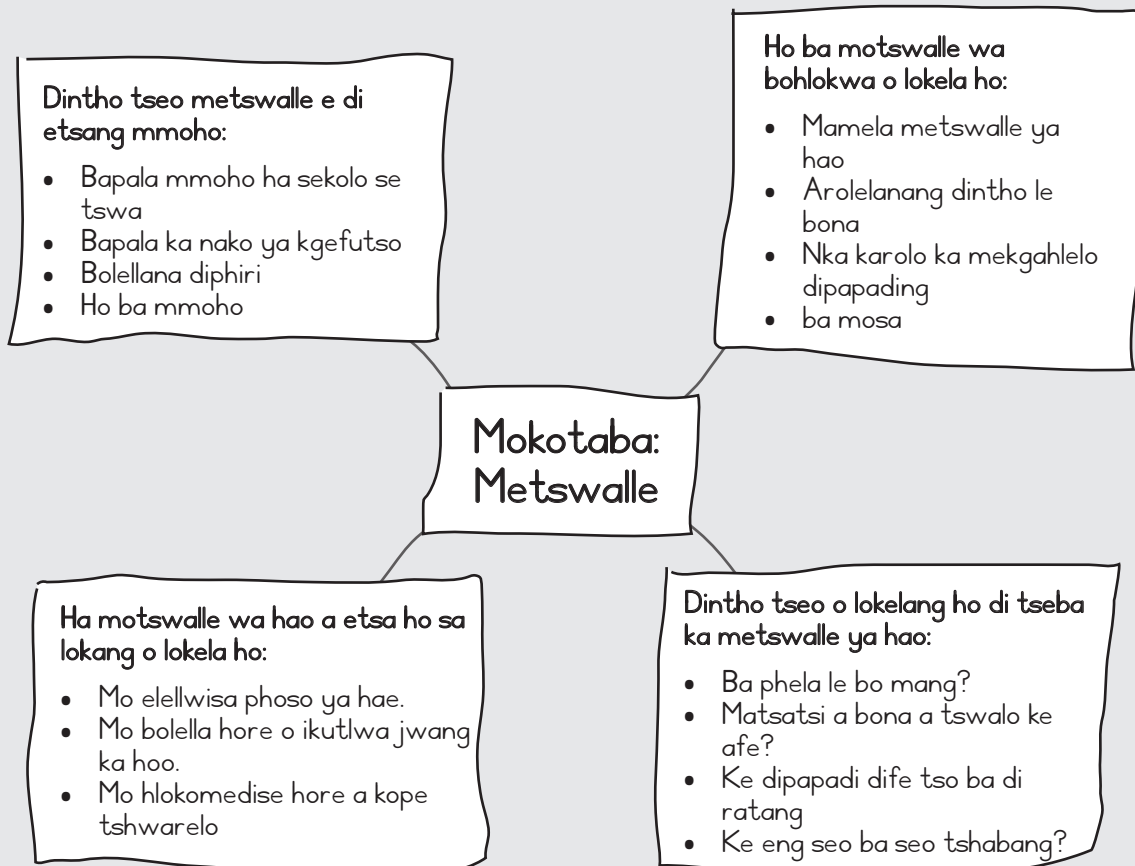 Dintho tseo metswalle e di
etsang mmoho:
• Bapala mmoho ha sekolo se
tswa
• Bapala ka nako ya kgefutso
• Bolellana diphiri
• Ho ba mmoho
Ho ba motswalle wa
bohlokwa o lokela ho:
• Mamela metswalle ya
hao
• Arolelanang dintho le
bona
• Nka karolo ka mekgahlelo
dipapading
• ba mosa
Mokotaba:
Metswalle
Ha motswalle wa hao a etsa ho sa
lokang o lokela ho:
• Mo elellwisa phoso ya hae.
• Mo bolella hore o ikutlwa jwang
ka hoo.
• Mo hlokomedise hore a kope
tshwarelo
Dintho tseo o lokelang ho di tseba
ka metswalle ya hao:
• Ba phela le bo mang?
• Matsatsi a bona a tswalo ke
afe?
• Ke dipapadi dife tso ba di
ratang
• Ke eng seo ba seo tshabang?